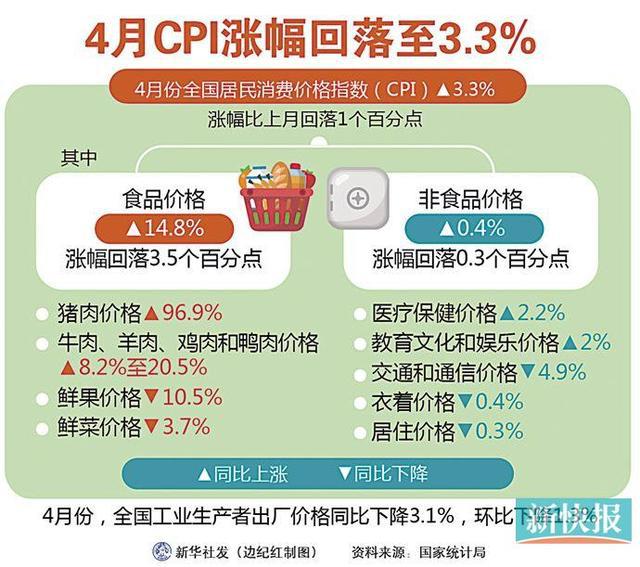 4月CPI涨幅回落至3.3%
4月份全国居民消费价格指数（CPI）▲3.3%
涨幅比上月回落1个百分点
其中
食品价格
▲14.8%
涨幅回落3.5个百分点
猪肉价格▲96.9%
牛肉、羊肉、鸡肉和鸭肉价格
▲8.2%至20.5%
鲜果价格▼10.5%
鲜菜价格▼3.7%
非食品价格
▲0.4%
涨幅回落0.3个百分点
医疗保健价格▲2.2%
教育文化和娱乐价格▲2%
交通和通信价格▼4.9%
衣着价格▼0.4%
居住价格▼0.3%
▲同比上涨 ▼同比下降
4月份，全国工业生产者出厂价格同比下降3.1%，环比下降1.3%
新快报
新华社发（边纪红制图） 资料来源：国家统计局